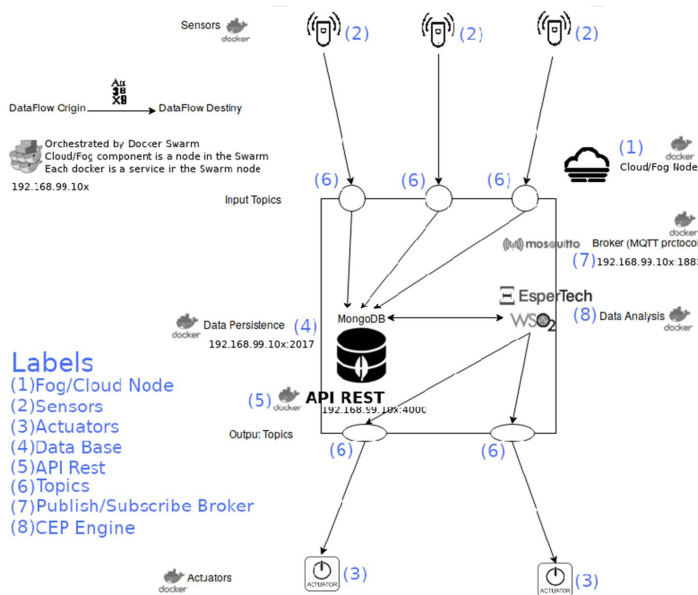 Sensors
docker
(2)
(2)
(2)
DataFlow Origin
DataFlow Destiny
Orchestrated by Docker Swarm
Cloud/Fog component is a node in the Swarm
Each docker is a service in the Swarm node
192.168.99.10x
(1)
docker
Cloud/Fog Node
(6)
(6)
(6)
Input Topics
docker
mosquitto
Broker (MQTT prctoco
(7)
192.168.99.10x:188
EsperTech
WSO2
(8)
Data Analysis
docker
MongoDB
docker
Data Persistence
(4)
192.168.99.10x:2017
(5)
docker
API REST
192.168.99.10x:4000
Output Topics
(6)
(6)
Labels
(1)Fog/Cloud Node
(2)Sensors
(3)Actuators
(4)Data Base
(5)API Rest
(6)Topics
(7)Publish/Subscribe Broker
(8)CEP Engine
docker
Actuators
ACTUATOR
(3)
ACTUATOR
(3)